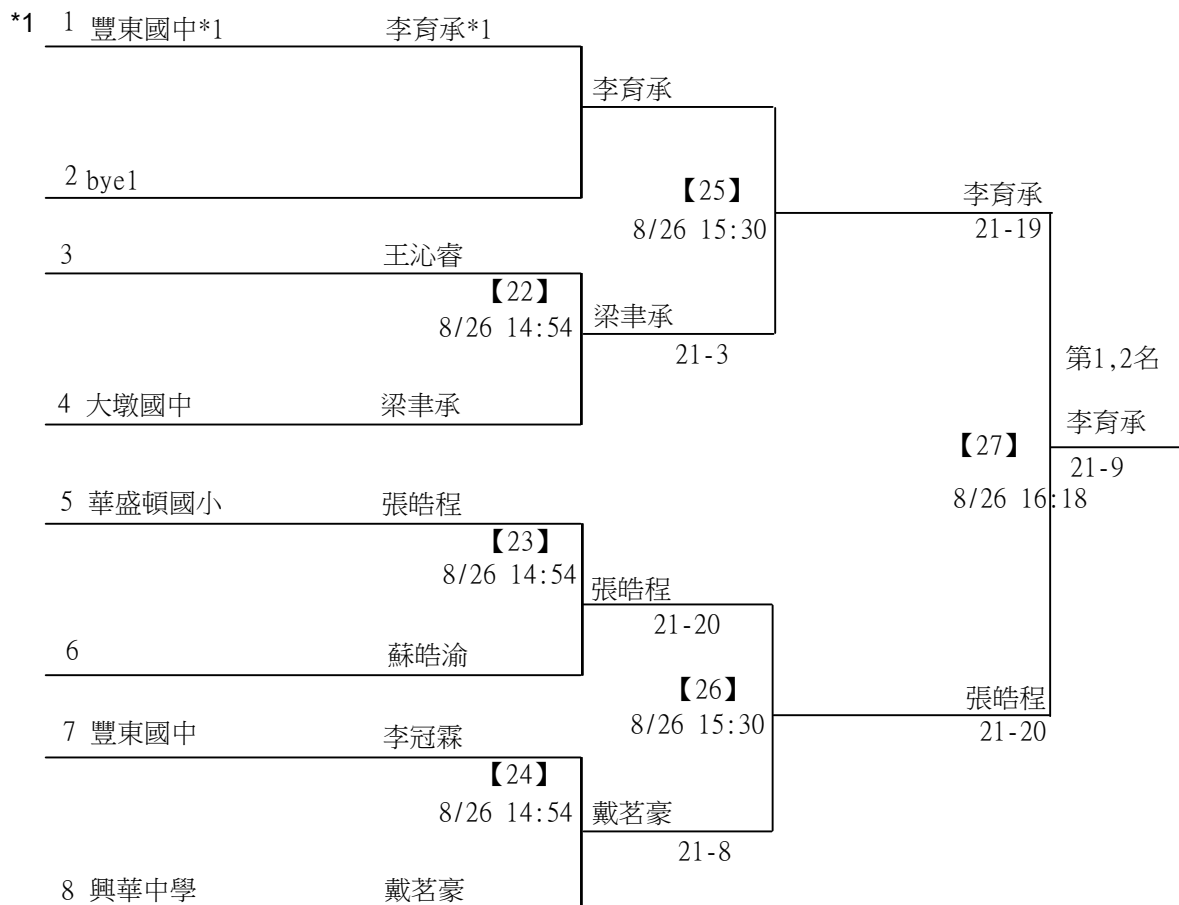 *1 1 豐東國中*1 李育承*1
李育承
2 bye1
【25】
李育承
8/26 15:30
21-19
3 王沁睿
【22】
8/26 14:54
梁聿承
21-3
第1,2名
4 大墩國中 梁聿承
李育承
【27】
21-9
8/26 16:18
5 華盛頓國小 張皓程
【23】
8/26 14:54
張皓程
21-20
6 蘇皓渝
【26】
張皓程
8/26 15:30
21-20
7 豐東國中 李冠霖
【24】
8/26 14:54
戴茗豪
21-8
8 興華中學 戴茗豪